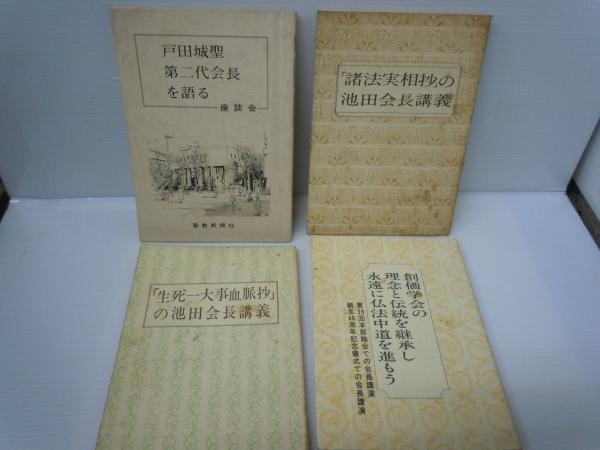 戸田城聖
第二代会長
を語る
―座談会―
聖教新聞社
「諸法実相抄」の
池田会長講義
「生死一大事血脈抄」
の池田会長講義
創価学会の
理念と伝統を継承し
永遠に仏法中道を進もう
第39回本部総会での会長講演
創立46周年記念儀式での会長講演